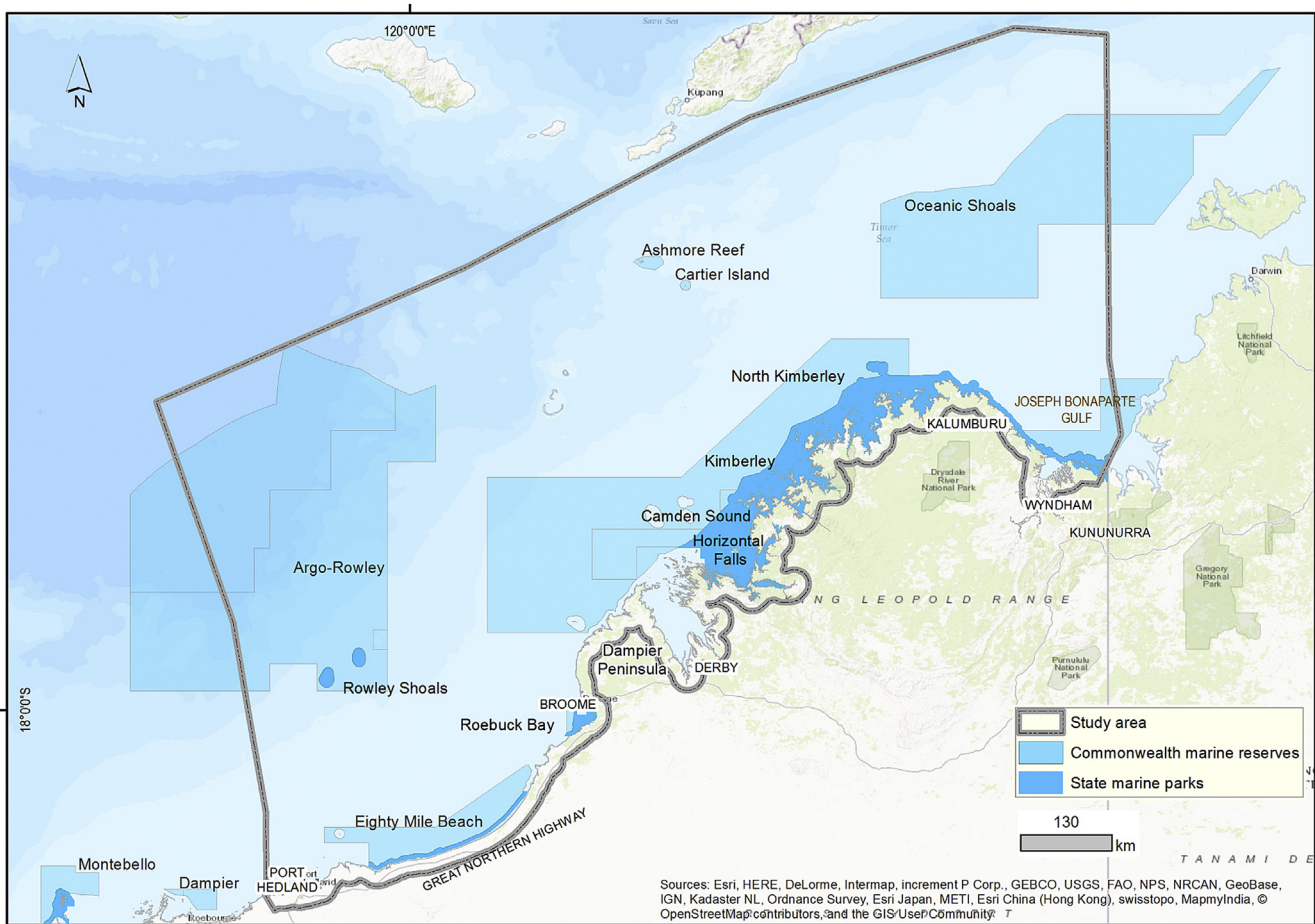 Savu Sea
120°0'0"E
N
Kupang
Oceanic Shoals
Timor
Sea
Ashmore Reef
Cartier Island
Darwin
Litchfield
National
Park
North Kimberley
JOSEPH BONAPARTE
GULF
KALUMBURU
Kimberley
Drysdale
River
National Park
WYNDHAM
Camden Sound
KUNUNURRA
Horizontal
Falls
Argo-Rowley
Gregory
National
Park
KING LEOPOLD RANGE
Dampier
Peninsula
DERBY
Purnululu
National
Park
Rowley Shoals
18°0'0"S
BROOME
Roebuck Bay
Study area
Commonwealth marine reserves
State marine parks
Eighty Mile Beach
GREAT NORTHERN HIGHWAY
130
km
Montebello
Dampier
PORT
HEDLAND
Roebourne
TANAMI DE
Sources: Esri, HERE, DeLorme, Intermap, increment P Corp., GEBCO, USGS, FAO, NPS, NRCAN, GeoBase,
IGN, Kadaster NL, Ordnance Survey, Esri Japan, METI, Esri China (Hong Kong), swisstopo, MapmyIndia, ©
OpenStreetMap contributors, and the GIS User Community